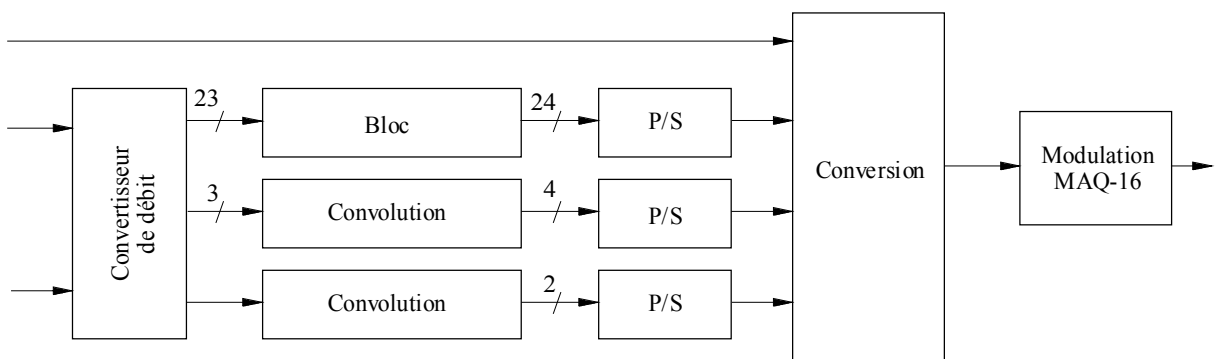 23
Bloc
24
P/S
Convertisseur
de débit
3
Convolution
4
P/S
Convolution
2
P/S
Conversion
Modulation
MAQ-16